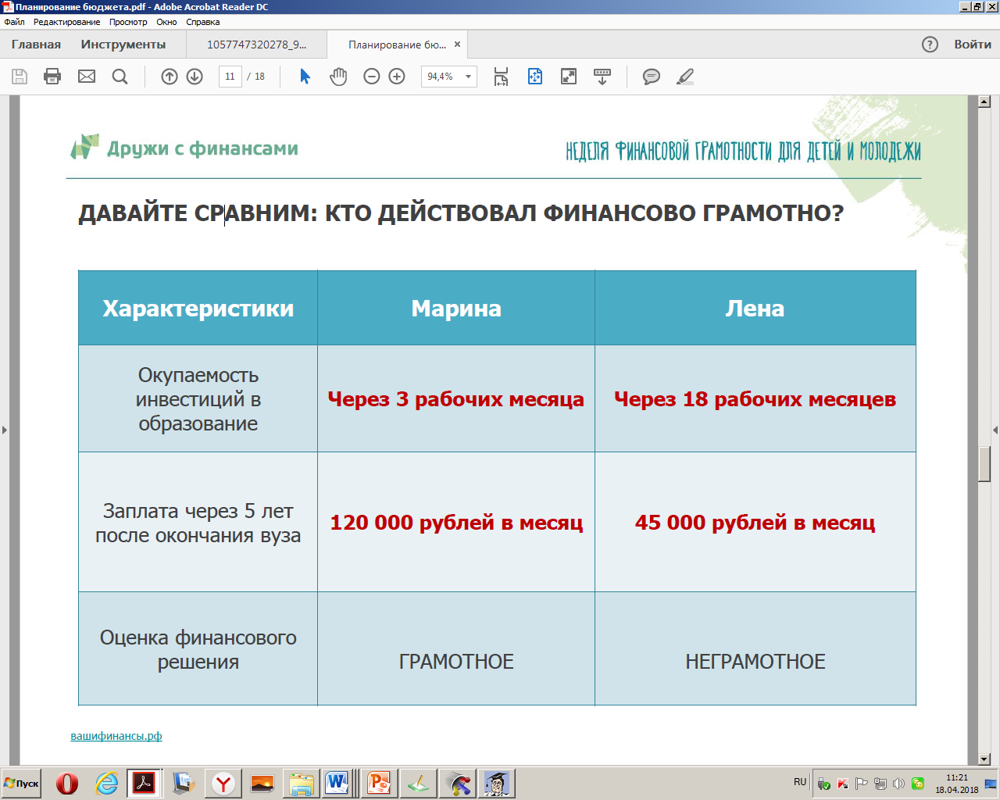 Планирование бюджета.pdf - Adobe Acrobat Reader DC
Файл Редактирование Просмотр Окно Справка
Главная Инструменты 1057747320278_9... Планирование бю... × ? Войти
11 / 18 94,4%
Дружи с финансами
НЕДЕЛЯ ФИНАНСОВОЙ ГРАМОТНОСТИ ДЛЯ ДЕТЕЙ И МОЛОДЕЖИ
ДАВАЙТЕ СРАВНИМ: КТО ДЕЙСТВОВАЛ ФИНАНСОВО ГРАМОТНО?
Характеристики Марина Лена
Окупаемость
инвестиций в
образование
Через 3 рабочих месяца Через 18 рабочих месяцев
Заплата через 5 лет
после окончания вуза
120 000 рублей в месяц 45 000 рублей в месяц
Оценка финансового
решения
ГРАМОТНОЕ НЕГРАМОТНОЕ
вашифинансы.рф
Пуск
RU
11:21
18.04.2018